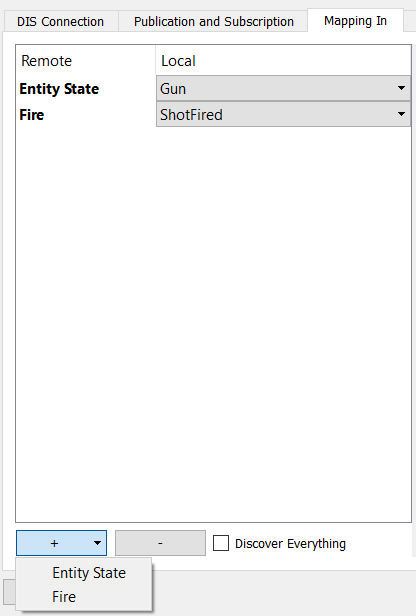 DIS Connection Publication and Subscription Mapping In
Remote Local
Entity State Gun
Fire ShotFired
+ - Discover Everything
Entity State
Fire